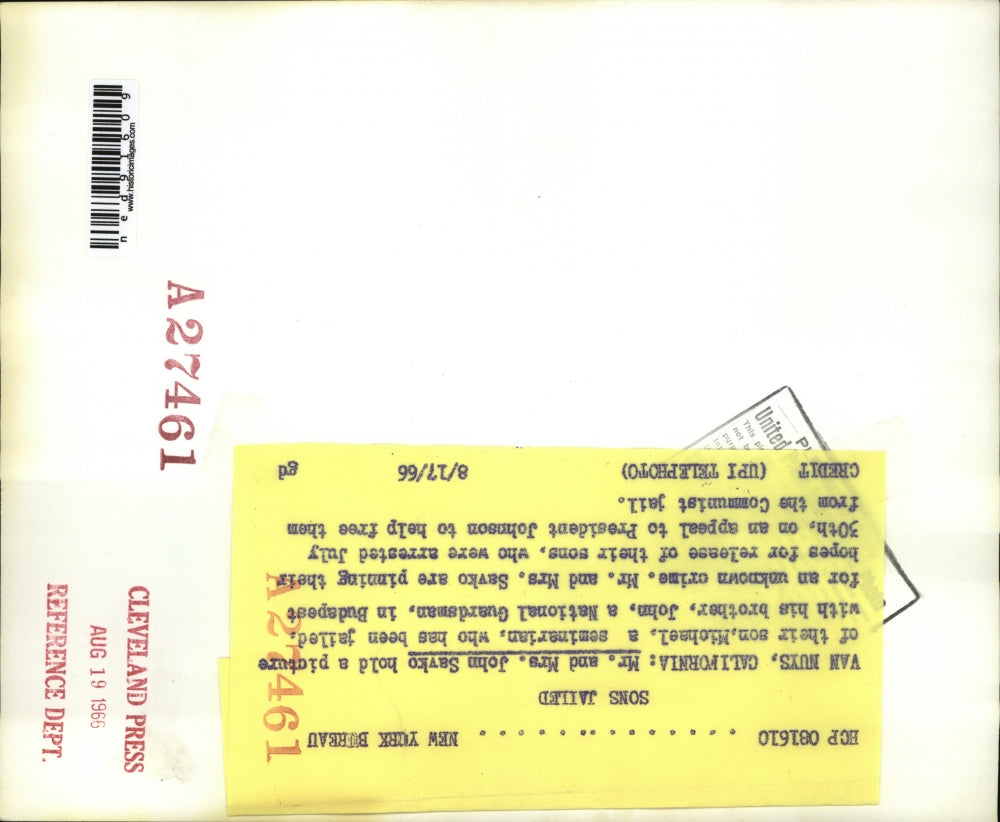 HCP 081610 . . . . . . . . . . . . . . . NEW YORK BUREAU
SONS JAILED
VAN NUYS, CALIFORNIA: Mr. and Mrs. John Savko hold a picture
of their son, Michael, a seminarian, who has been jailed,
with his brother, John, a National Guardsman, in Budapest
for an unknown crime. Mr. and Mrs. Savko are pinning their
hopes for release of their sons, who were arrested July
30th, on an appeal to President Johnson to help free them
from the Communist jail.
CREDIT (UPI TELEPHOTO) 8/17/66 gd
A27461
A27461
CLEVELAND PRESS
AUG 19 1966
REFERENCE DEPT.
ned91609
www.historicimages.com
United
This
not